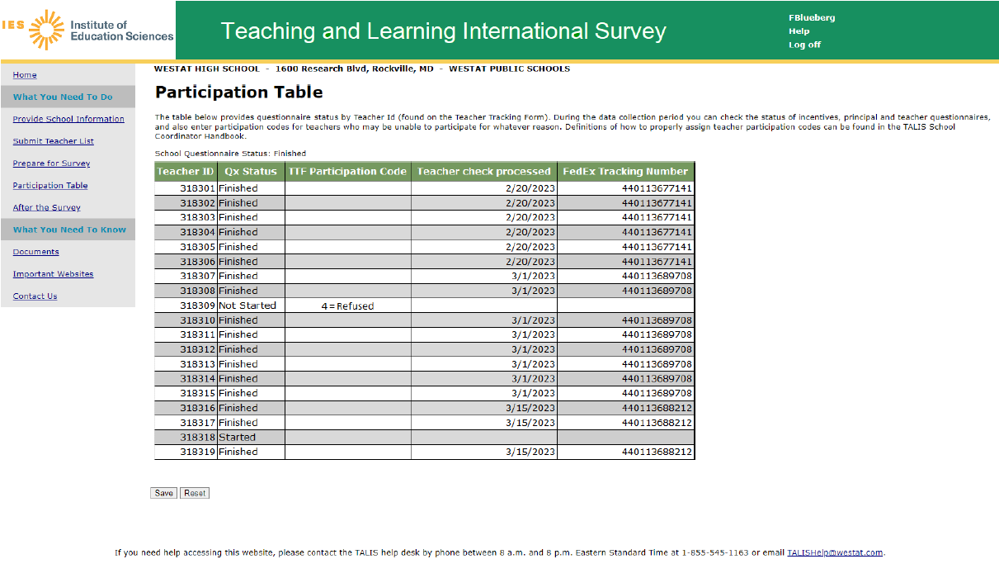 IES Institute of
Education Sciences
Teaching and Learning International Survey
FBlueberg
Help
Log off
Home
What You Need To Do
Provide School Information
Submit Teacher List
Prepare for Survey
Participation Table
After the Survey
What You Need To Know
Documents
Important Websites
Contact Us
WESTAT HIGH SCHOOL - 1600 Research Blvd, Rockville, MD - WESTAT PUBLIC SCHOOLS
Participation Table
The table below provides questionnaire status by Teacher Id (found on the Teacher Tracking Form). During the data collection period you can check the status of incentives, principal and teacher questionnaires,
and also enter participation codes for teachers who may be unable to participate for whatever reason. Definitions of how to properly assign teacher participation codes can be found in the TALIS School
Coordinator Handbook.
School Questionnaire Status: Finished
Teacher ID Qx Status TTF Participation Code Teacher check processed FedEx Tracking Number
318301 Finished 2/20/2023 440113677141
318302 Finished 2/20/2023 440113677141
318303 Finished 2/20/2023 440113677141
318304 Finished 2/20/2023 440113677141
318305 Finished 2/20/2023 440113677141
318306 Finished 2/20/2023 440113677141
318307 Finished 3/1/2023 440113689708
318308 Finished 3/1/2023 440113689708
318309 Not Started 4=Refused
318310 Finished 3/1/2023 440113689708
318311 Finished 3/1/2023 440113689708
318312 Finished 3/1/2023 440113689708
318313 Finished 3/1/2023 440113689708
318314 Finished 3/1/2023 440113689708
318315 Finished 3/1/2023 440113689708
318316 Finished 3/15/2023 440113688212
318317 Finished 3/15/2023 440113688212
318318 Started
318319 Finished 3/15/2023 440113688212
Save Reset
If you need help accessing this website, please contact the TALIS help desk by phone between 8 a.m. and 8 p.m. Eastern Standard Time at 1-855-545-1163 or email TALISHelp@westat.com.